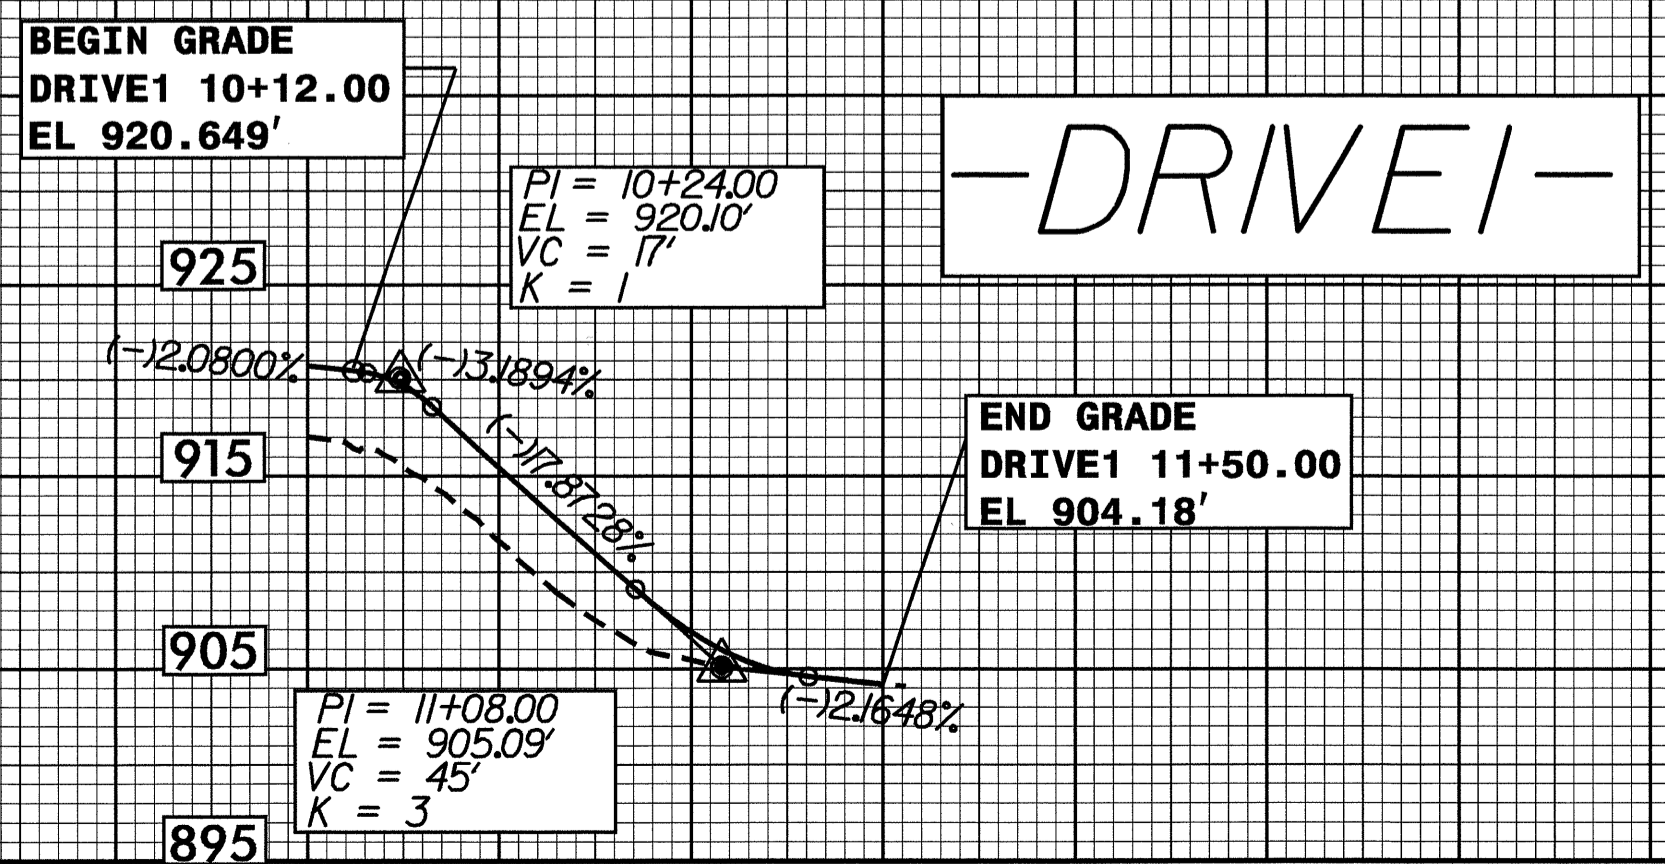 BEGIN GRADE
DRIVE1 10+12.00
EL 920.649'
-DRIVE1-
PI = 10+24.00
EL = 920.10'
VC = 17'
K = 1
925
(-)2.0800%
(-)3.1894%
(-)17.8728%
915
END GRADE
DRIVE1 11+50.00
EL 904.18'
905
(-)2.1648%
PI = 11+08.00
EL = 905.09'
VC = 45'
K = 3
895